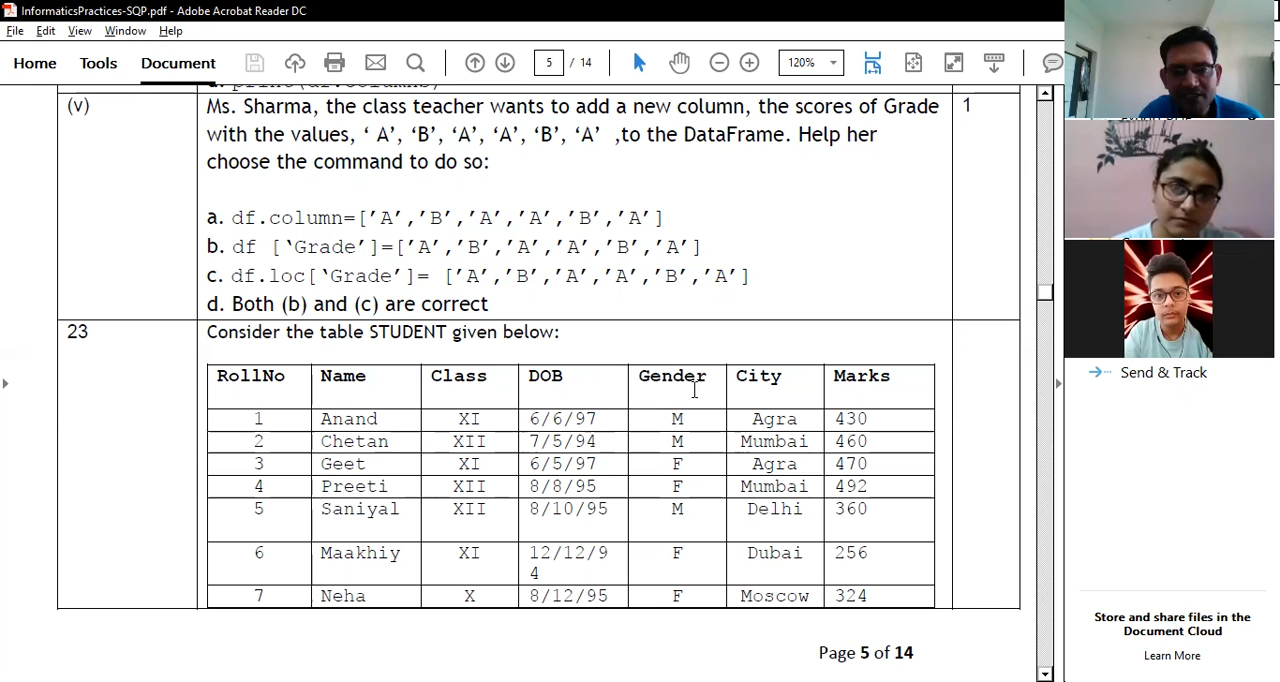 InformaticsPractices-SQP.pdf - Adobe Acrobat Reader DC
File Edit View Window Help
Home Tools Document 5 / 14 120%
(v) Ms. Sharma, the class teacher wants to add a new column, the scores of Grade 1
with the values, ‘ A’, ‘B’, ‘A’, ‘A’, ‘B’, ‘A’ ,to the DataFrame. Help her
choose the command to do so:
a. df.column=[’A’,’B’,’A’,’A’,’B’,’A’]
b. df [‘Grade’]=[’A’,’B’,’A’,’A’,’B’,’A’]
c. df.loc[‘Grade’]= [’A’,’B’,’A’,’A’,’B’,’A’]
d. Both (b) and (c) are correct
23 Consider the table STUDENT given below:
RollNo Name Class DOB Gender City Marks
1 Anand XI 6/6/97 M Agra 430
2 Chetan XII 7/5/94 M Mumbai 460
3 Geet XI 6/5/97 F Agra 470
4 Preeti XII 8/8/95 F Mumbai 492
5 Saniyal XII 8/10/95 M Delhi 360
6 Maakhiy XI 12/12/9 F Dubai 256
4
7 Neha X 8/12/95 F Moscow 324
Page 5 of 14
Send & Track
Store and share files in the
Document Cloud
Learn More